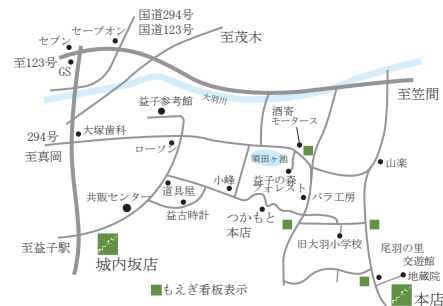 国道294号
国道123号
セーブオン
セブン
至茂木
至123号
GS
至笠間
大羽川
益子参考館
酒寄
モータース
294号
大塚歯科
至真岡
ローソン
須田ヶ池
山楽
益子の森
フォレスト
小峰
道具屋
バラ工房
共販センター
益古時計
つかもと
本店
至益子駅
旧大羽小学校
城内坂店
尾羽の里
交遊館
地蔵院
もえぎ看板表示
本店